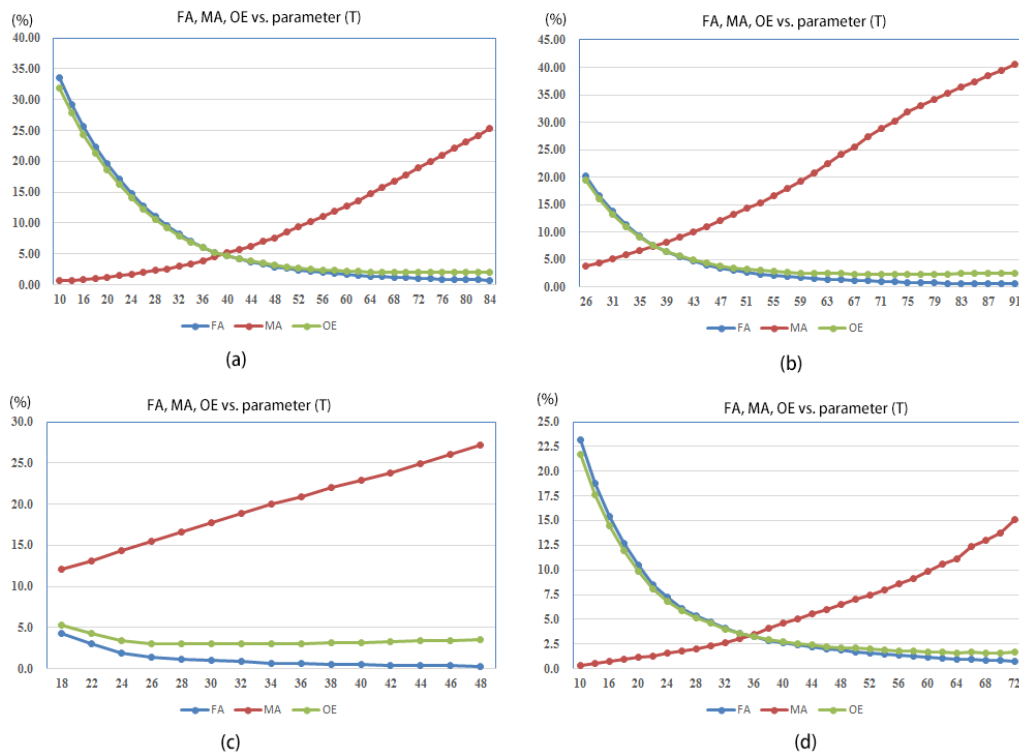 FA, MA, OE vs. parameter (T)
(%)
40.00
35.00
30.00
25.00
20.00
15.00
10.00
5.00
0.00
10 16 20 24 28 32 36 40 44 48 52 56 60 64 68 72 76 80 84
FA MA OE
(a)
FA, MA, OE vs. parameter (T)
(%)
45.00
40.00
35.00
30.00
25.00
20.00
15.00
10.00
5.00
0.00
26 31 35 39 43 47 51 55 59 63 67 71 75 79 83 87 91
FA MA OE
(b)
FA, MA, OE vs. parameter (T)
(%)
30.0
25.0
20.0
15.0
10.0
5.0
0.0
18 22 24 26 28 30 32 34 36 38 40 42 44 46 48
FA MA OE
(c)
FA, MA, OE vs. parameter (T)
(%)
25.0
22.5
20.0
17.5
15.0
12.5
10.0
7.5
5.0
2.5
0.0
10 16 20 24 28 32 36 40 44 48 52 56 60 64 68 72
FA MA OE
(d)